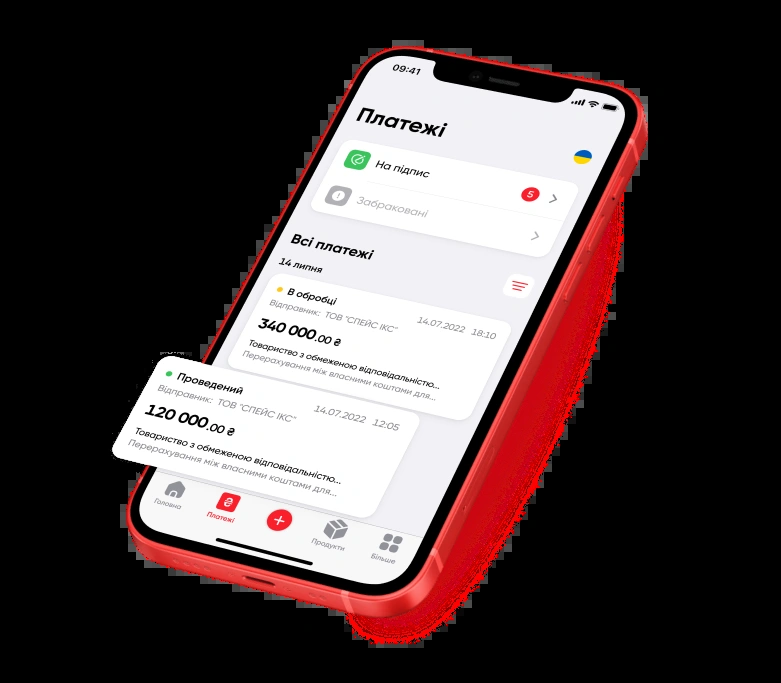 09:41
Платежі
На підпис 5
Забраковані
Всі платежі
14 липня
В обробці 14.07.2022 18:10
Відправник: ТОВ "СПЕЙС ІКС"
340 000.00 ₴
Товариство з обмеженою відповідальністю...
Перерахування між власними коштами для...
Проведений 14.07.2022 12:05
Відправник: ТОВ "СПЕЙС ІКС"
120 000.00 ₴
Товариство з обмеженою відповідальністю...
Перерахування між власними коштами для...
Головна Платежі Продукти Більше